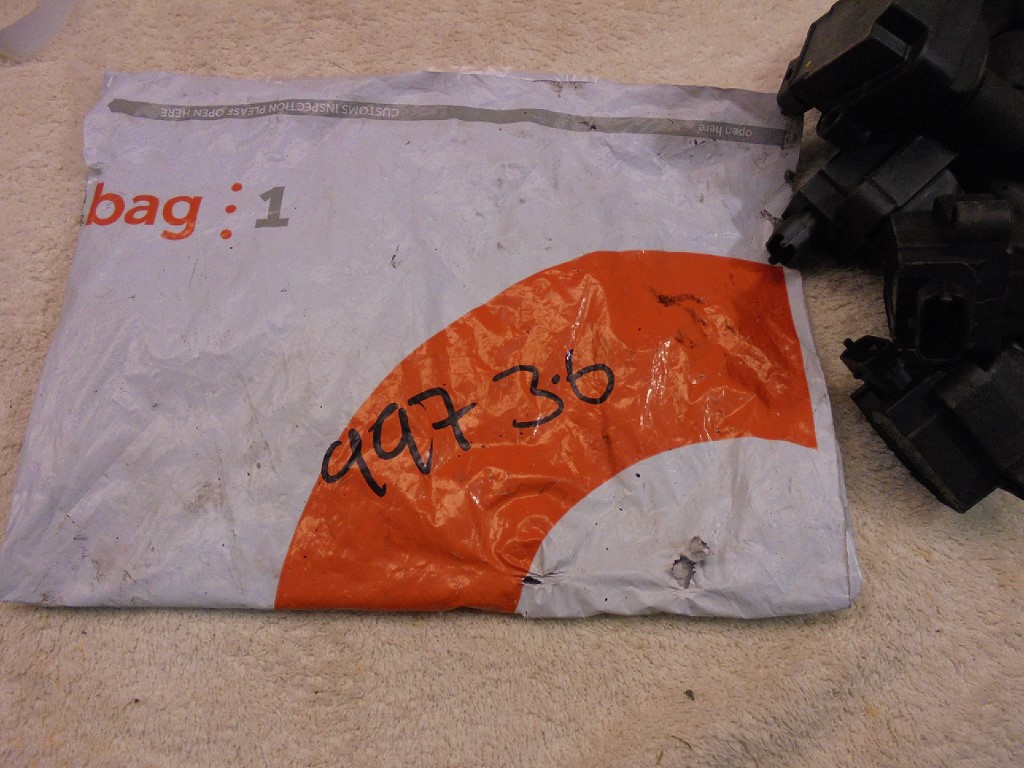 CUSTOMS INSPECTION PLEASE OPEN HERE
open here
bag:1
997 3.6